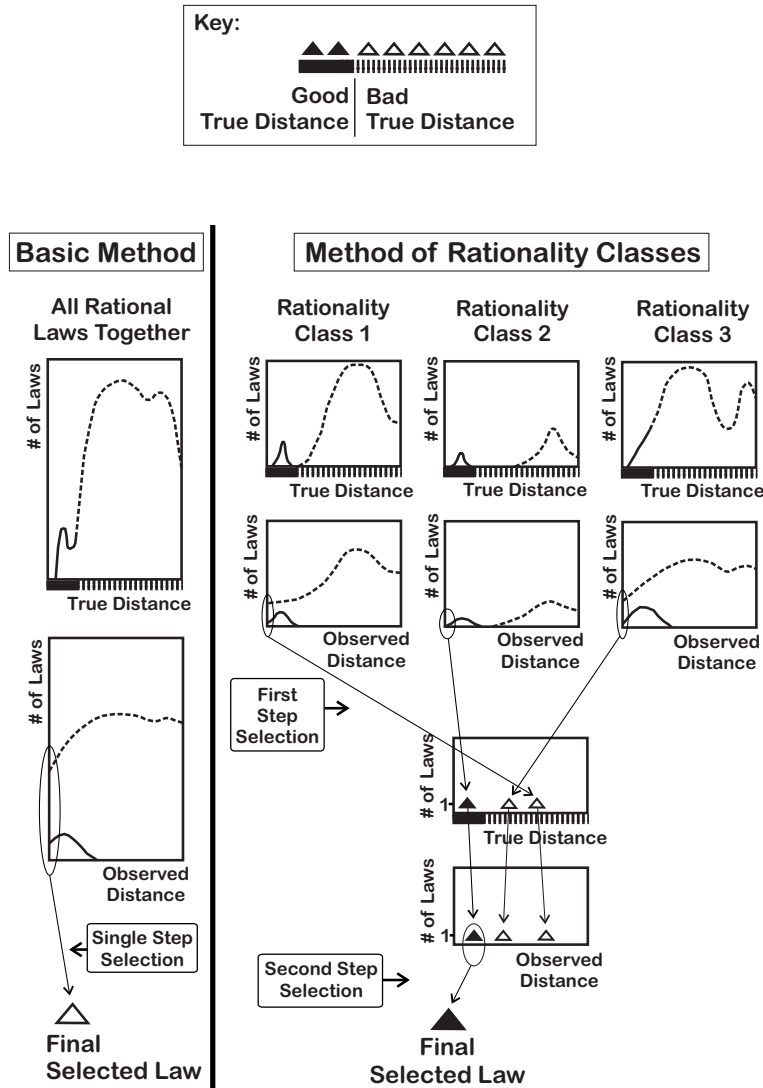 Key:
Good
True Distance
Bad
True Distance
Basic Method
All Rational
Laws Together
# of Laws
True Distance
# of Laws
Observed
Distance
Single Step
Selection
Final
Selected Law
Method of Rationality Classes
Rationality
Class 1
Rationality
Class 2
Rationality
Class 3
# of Laws
True Distance
# of Laws
True Distance
# of Laws
True Distance
# of Laws
Observed
Distance
# of Laws
Observed
Distance
# of Laws
Observed
Distance
First
Step
Selection
# of Laws
1-
True Distance
# of Laws
1-
Observed
Distance
Second Step
Selection
Final
Selected Law